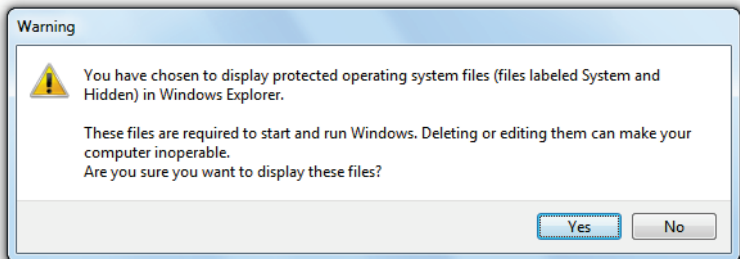 Warning
You have chosen to display protected operating system files (files labeled System and
Hidden) in Windows Explorer.
These files are required to start and run Windows. Deleting or editing them can make your
computer inoperable.
Are you sure you want to display these files?
Yes No